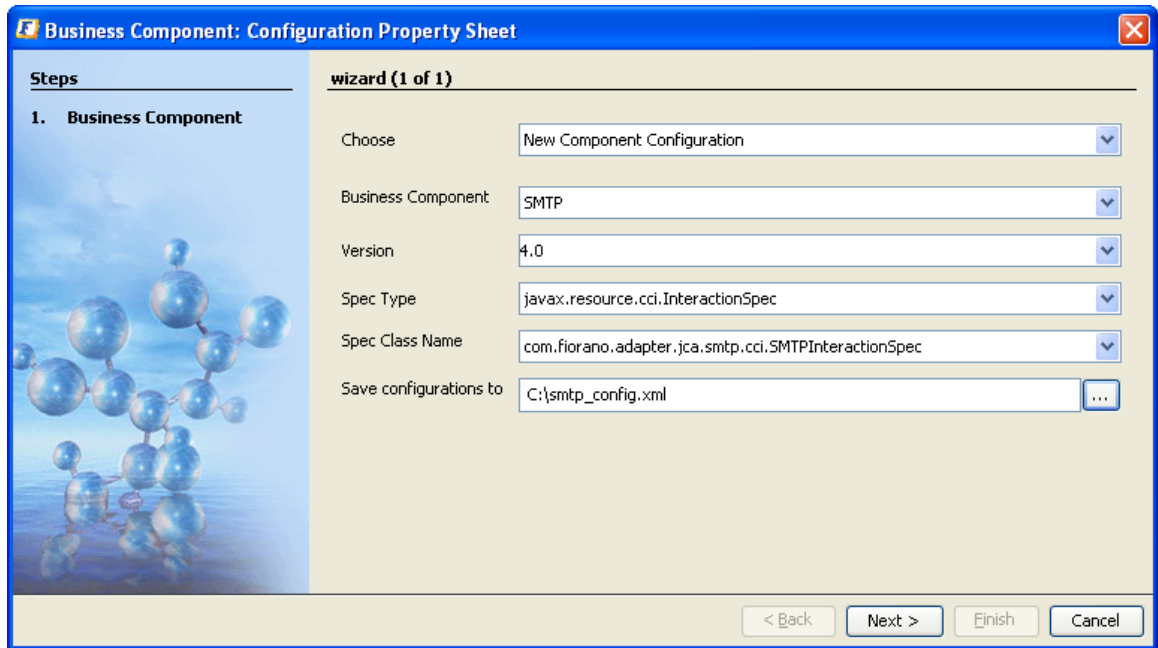 Business Component: Configuration Property Sheet
Steps
1. Business Component
wizard (1 of 1)
Choose New Component Configuration
Business Component SMTP
Version 4.0
Spec Type javax.resource.cci.InteractionSpec
Spec Class Name com.fiorano.adapter.jca.smtp.cci.SMTPInteractionSpec
Save configurations to C:\smtp_config.xml ...
< Back Next > Finish Cancel